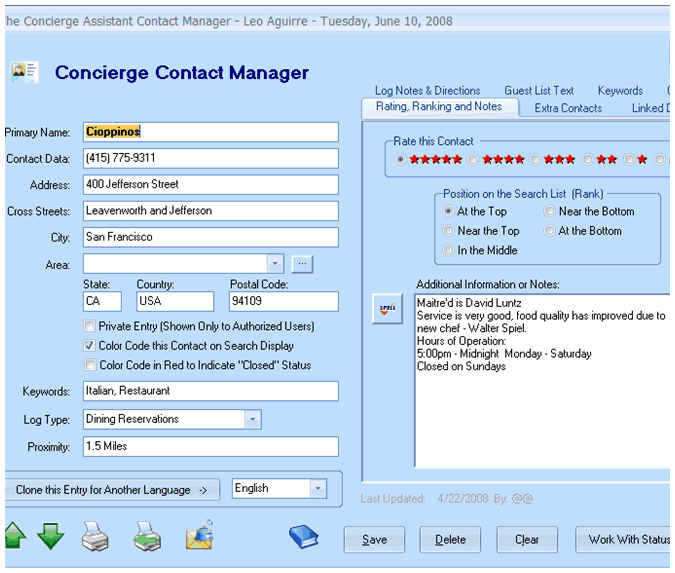 he Concierge Assistant Contact Manager - Leo Aguirre - Tuesday, June 10, 2008
Concierge Contact Manager
Log Notes & Directions Guest List Text Keywords
Rating, Ranking and Notes Extra Contacts Linked
Primary Name: Cioppinos
Contact Data: (415) 775-9311
Address: 400 Jefferson Street
Cross Streets: Leavenworth and Jefferson
City: San Francisco
Area: ...
State: Country: Postal Code:
CA USA 94109
Private Entry (Shown Only to Authorized Users)
Color Code this Contact on Search Display
Color Code in Red to Indicate "Closed" Status
Keywords: Italian, Restaurant
Log Type: Dining Reservations
Proximity: 1.5 Miles
Clone this Entry for Another Language -> English
Rate this Contact
Position on the Search List (Rank)
At the Top Near the Bottom
Near the Top At the Bottom
In the Middle
Additional Information or Notes:
SPELL
Maitre'd is David Luntz
Service is very good, food quality has improved due to
new chef - Walter Spiel.
Hours of Operation:
5:00pm - Midnight Monday - Saturday
Closed on Sundays
Last Updated: 4/22/2008 By: @@
Save Delete Clear Work With Status